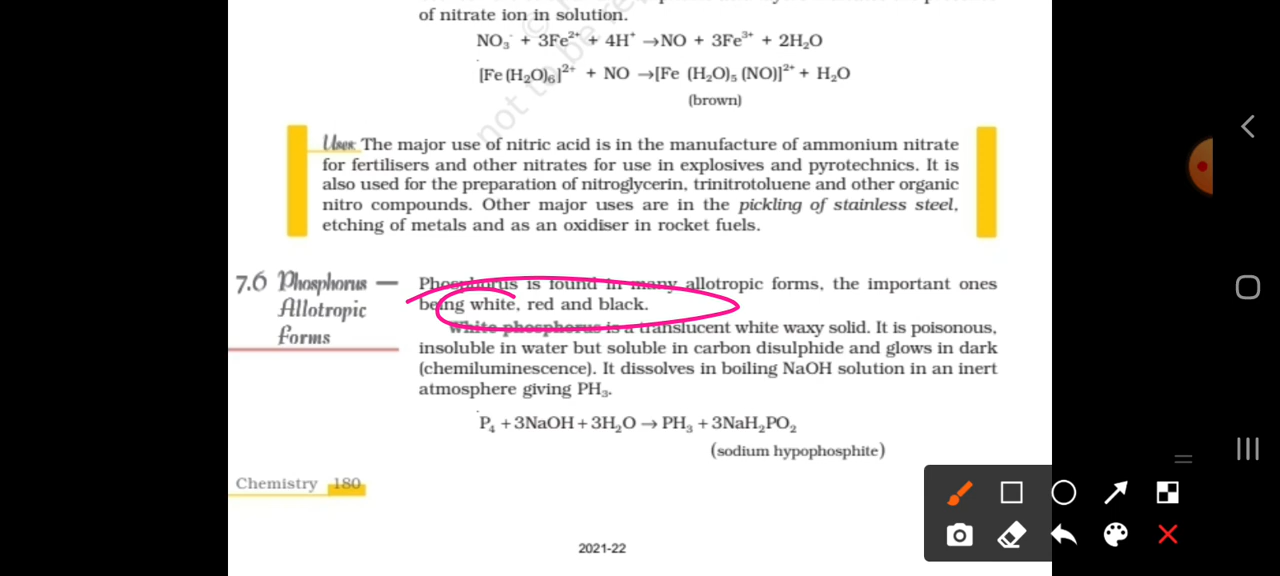 of nitrate ion in solution.
NO₃⁻ + 3Fe²⁺ + 4H⁺ →NO + 3Fe³⁺ + 2H₂O
[Fe (H₂O)₆]²⁺ + NO →[Fe (H₂O)₅ (NO)]²⁺ + H₂O
(brown)
not to be re
Uses: The major use of nitric acid is in the manufacture of ammonium nitrate
for fertilisers and other nitrates for use in explosives and pyrotechnics. It is
also used for the preparation of nitroglycerin, trinitrotoluene and other organic
nitro compounds. Other major uses are in the pickling of stainless steel,
etching of metals and as an oxidiser in rocket fuels.
7.6 Phosphorus —
Allotropic
Forms
Phosphorus is found in many allotropic forms, the important ones
being white, red and black.
White phosphorus is a translucent white waxy solid. It is poisonous,
insoluble in water but soluble in carbon disulphide and glows in dark
(chemiluminescence). It dissolves in boiling NaOH solution in an inert
atmosphere giving PH₃.
P₄ + 3NaOH + 3H₂O → PH₃ + 3NaH₂PO₂
(sodium hypophosphite)
Chemistry 180
2021-22